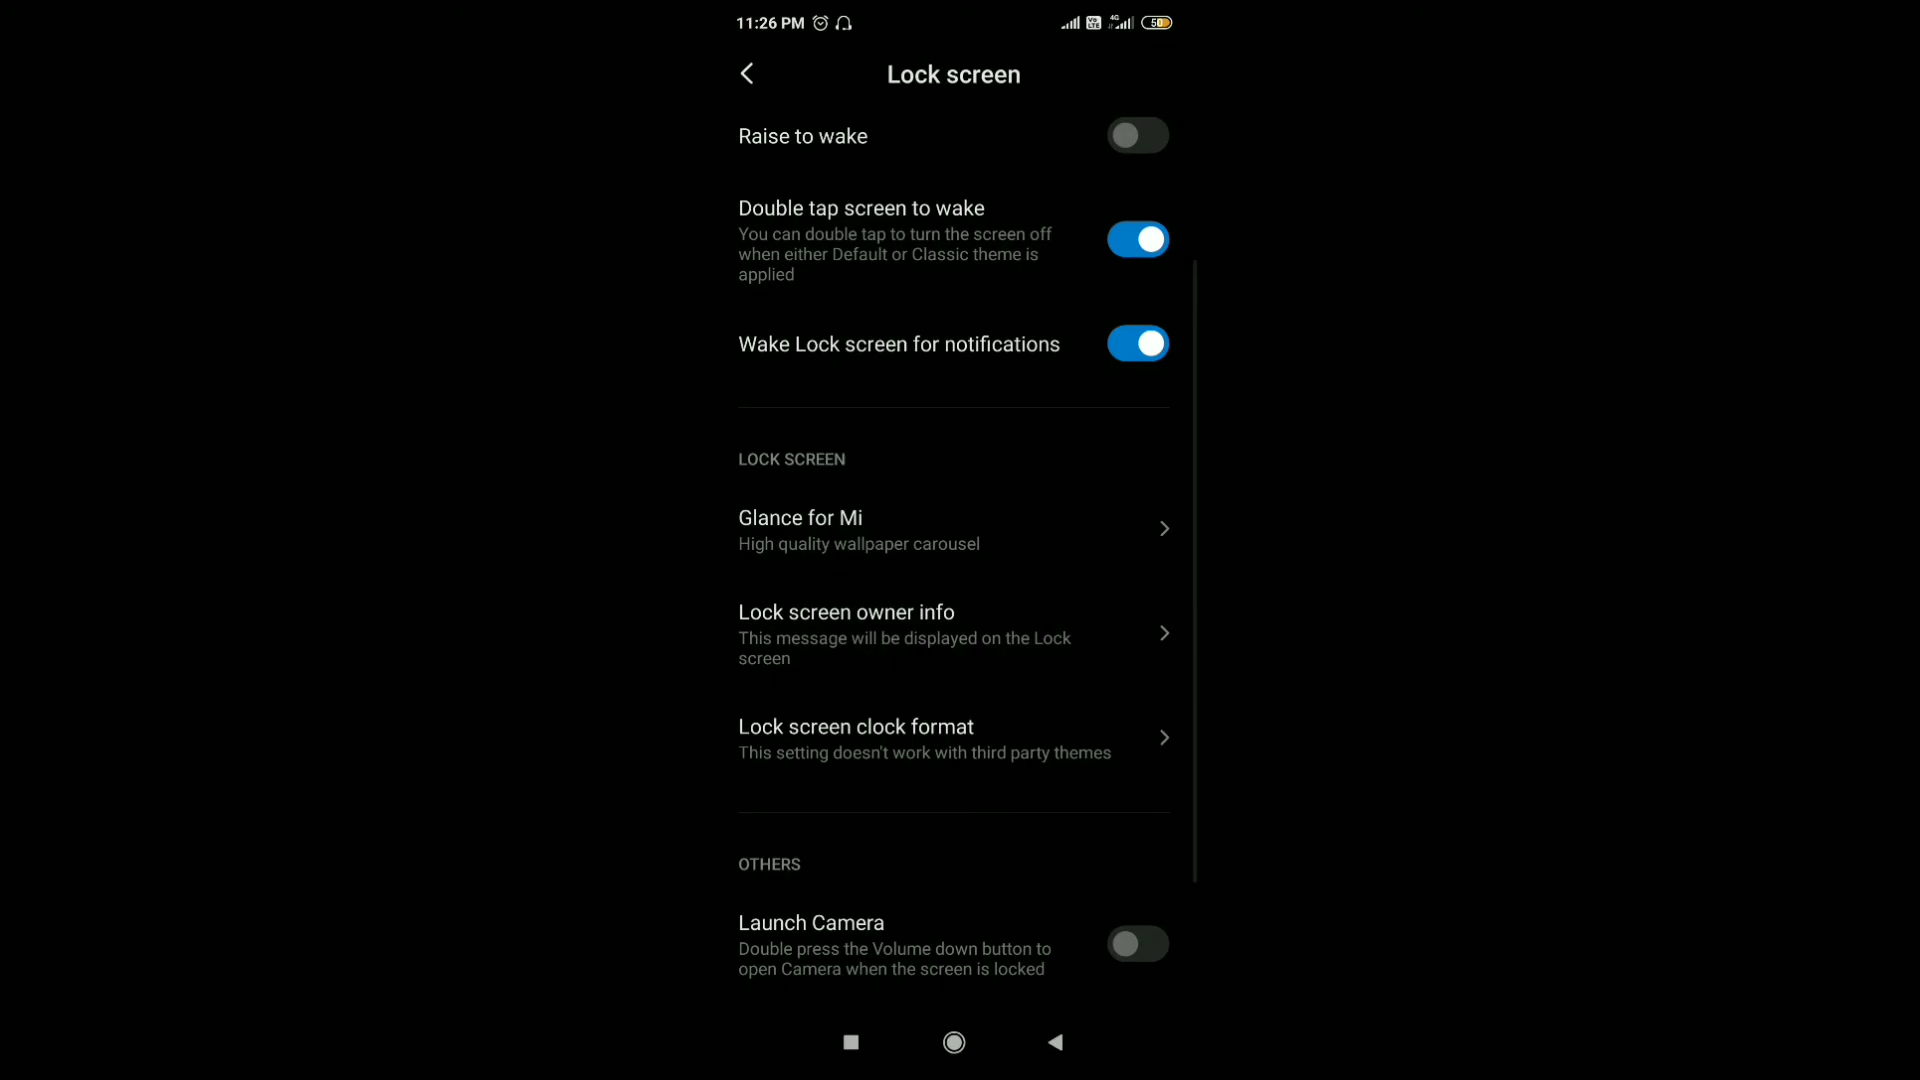 11:26 PM
Vo LTE
4G
50
Lock screen
Raise to wake
Double tap screen to wake
You can double tap to turn the screen off
when either Default or Classic theme is
applied
Wake Lock screen for notifications
LOCK SCREEN
Glance for Mi
High quality wallpaper carousel
Lock screen owner info
This message will be displayed on the Lock
screen
Lock screen clock format
This setting doesn't work with third party themes
OTHERS
Launch Camera
Double press the Volume down button to
open Camera when the screen is locked